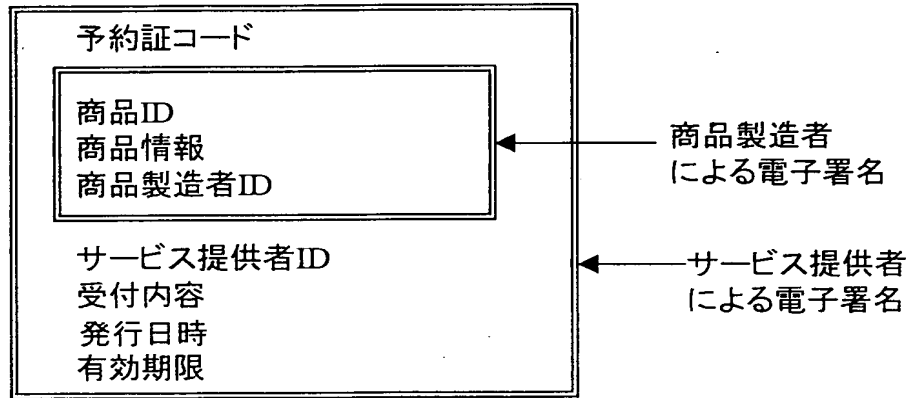 予約証コード
商品ID
商品情報
商品製造者ID
商品製造者
による電子署名
サービス提供者ID
受付内容
発行日時
有効期限
サービス提供者
による電子署名